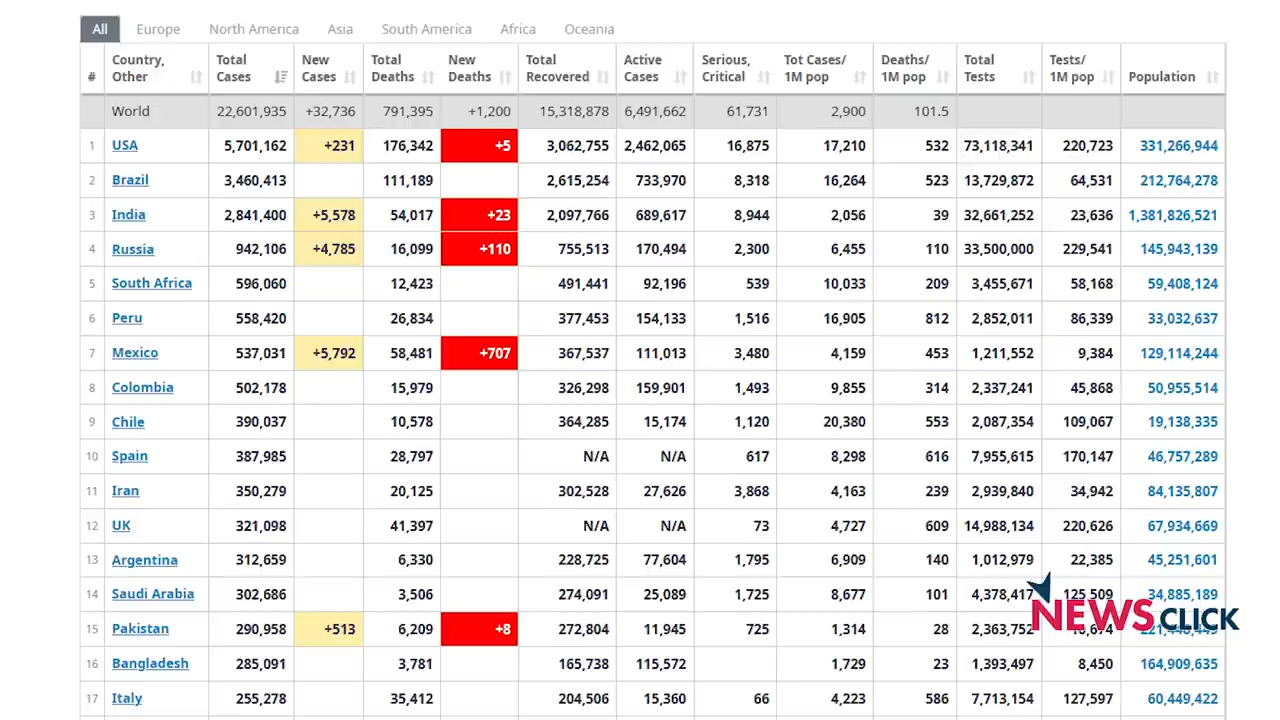 All Europe North America Asia South America Africa Oceania
# Country, Other Total Cases New Cases Total Deaths New Deaths Total Recovered Active Cases Serious, Critical Tot Cases/ 1M pop Deaths/ 1M pop Total Tests Tests/ 1M pop Population
World 22,601,935 +32,736 791,395 +1,200 15,318,878 6,491,662 61,731 2,900 101.5
1 USA 5,701,162 +231 176,342 +5 3,062,755 2,462,065 16,875 17,210 532 73,118,341 220,723 331,266,944
2 Brazil 3,460,413 111,189 2,615,254 733,970 8,318 16,264 523 13,729,872 64,531 212,764,278
3 India 2,841,400 +5,578 54,017 +23 2,097,766 689,617 8,944 2,056 39 32,661,252 23,636 1,381,826,521
4 Russia 942,106 +4,785 16,099 +110 755,513 170,494 2,300 6,455 110 33,500,000 229,541 145,943,139
5 South Africa 596,060 12,423 491,441 92,196 539 10,033 209 3,455,671 58,168 59,408,124
6 Peru 558,420 26,834 377,453 154,133 1,516 16,905 812 2,852,011 86,339 33,032,637
7 Mexico 537,031 +5,792 58,481 +707 367,537 111,013 3,480 4,159 453 1,211,552 9,384 129,114,244
8 Colombia 502,178 15,979 326,298 159,901 1,493 9,855 314 2,337,241 45,868 50,955,514
9 Chile 390,037 10,578 364,285 15,174 1,120 20,380 553 2,087,354 109,067 19,138,335
10 Spain 387,985 28,797 N/A N/A 617 8,298 616 7,955,615 170,147 46,757,289
11 Iran 350,279 20,125 302,528 27,626 3,868 4,163 239 2,939,840 34,942 84,135,807
12 UK 321,098 41,397 N/A N/A 73 4,727 609 14,988,134 220,626 67,934,669
13 Argentina 312,659 6,330 228,725 77,604 1,795 6,909 140 1,012,979 22,385 45,251,601
14 Saudi Arabia 302,686 3,506 274,091 25,089 1,725 8,677 101 4,378,417 125,509 34,885,189
15 Pakistan 290,958 +513 6,209 +8 272,804 11,945 725 1,314 28 2,363,752
NEWSCLICK
16 Bangladesh 285,091 3,781 165,738 115,572 1,729 23 1,393,497 8,450 164,909,635
17 Italy 255,278 35,412 204,506 15,360 66 4,223 586 7,713,154 127,597 60,449,422